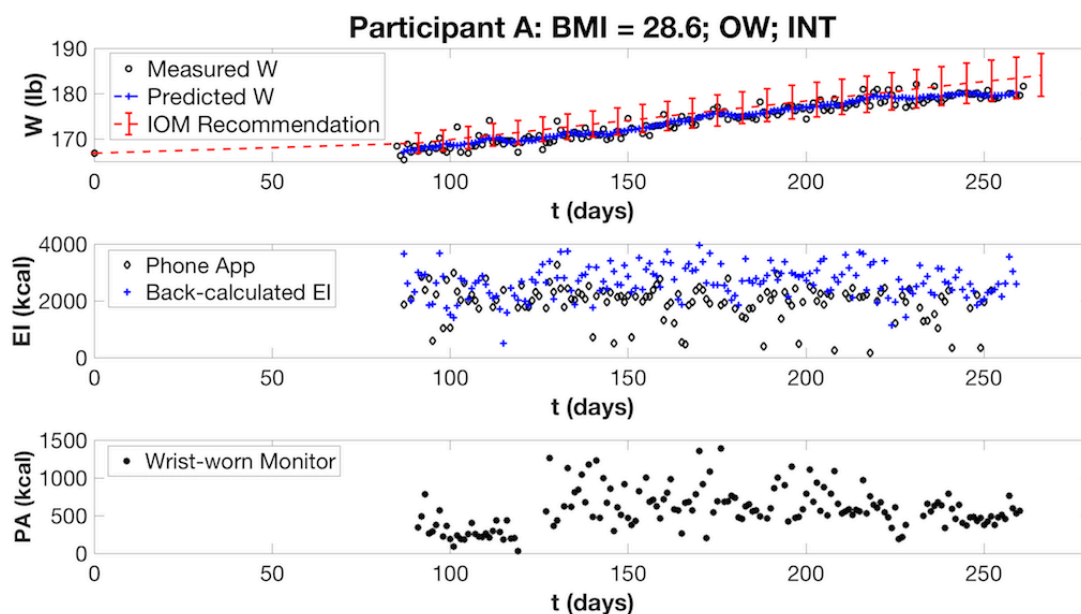 Participant A: BMI = 28.6; OW; INT
190
180
170
W (lb)
Measured W
Predicted W
IOM Recommendation
0 50 100 150 200 250
t (days)
4000
2000
0
EI (kcal)
Phone App
Back-calculated EI
0 50 100 150 200 250
t (days)
1500
1000
500
0
PA (kcal)
Wrist-worn Monitor
0 50 100 150 200 250
t (days)